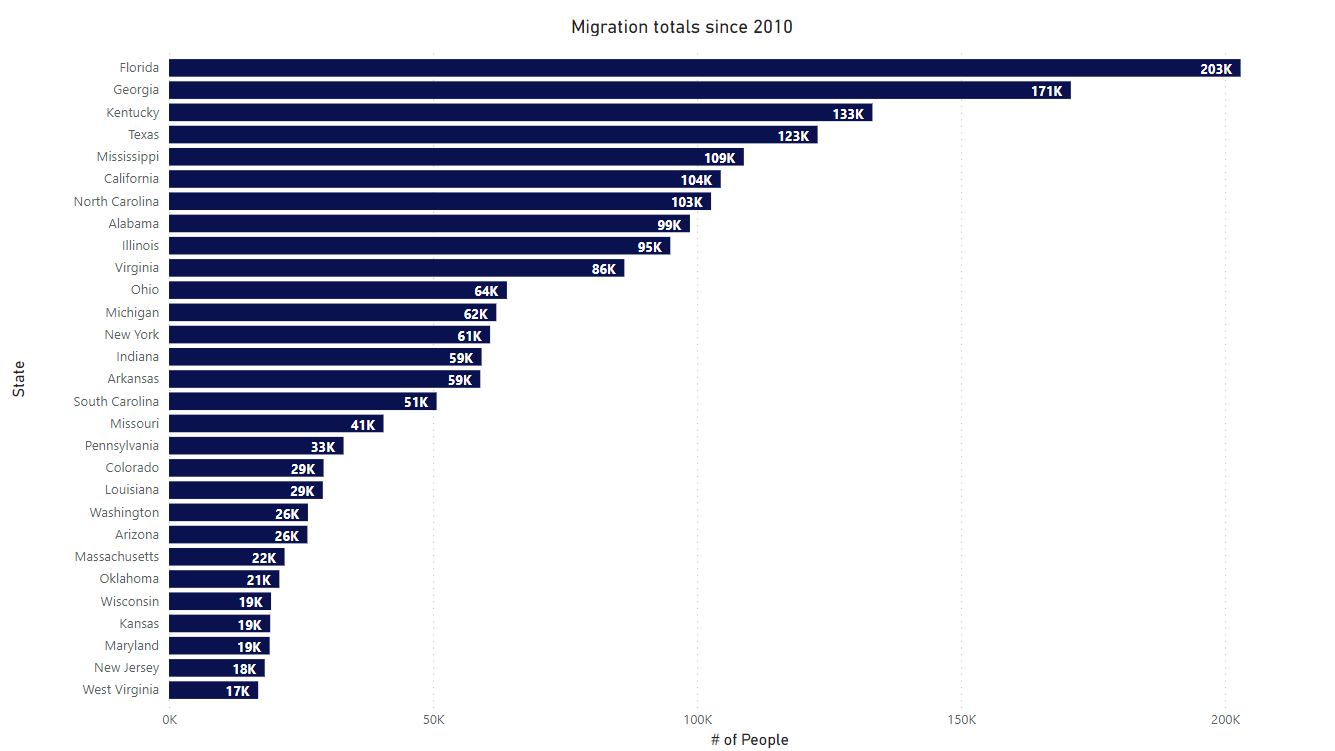 Migration totals since 2010
State
Florida 203K
Georgia 171K
Kentucky 133K
Texas 123K
Mississippi 109K
California 104K
North Carolina 103K
Alabama 99K
Illinois 95K
Virginia 86K
Ohio 64K
Michigan 62K
New York 61K
Indiana 59K
Arkansas 59K
South Carolina 51K
Missouri 41K
Pennsylvania 33K
Colorado 29K
Louisiana 29K
Washington 26K
Arizona 26K
Massachusetts 22K
Oklahoma 21K
Wisconsin 19K
Kansas 19K
Maryland 19K
New Jersey 18K
West Virginia 17K
0K 50K 100K 150K 200K
# of People